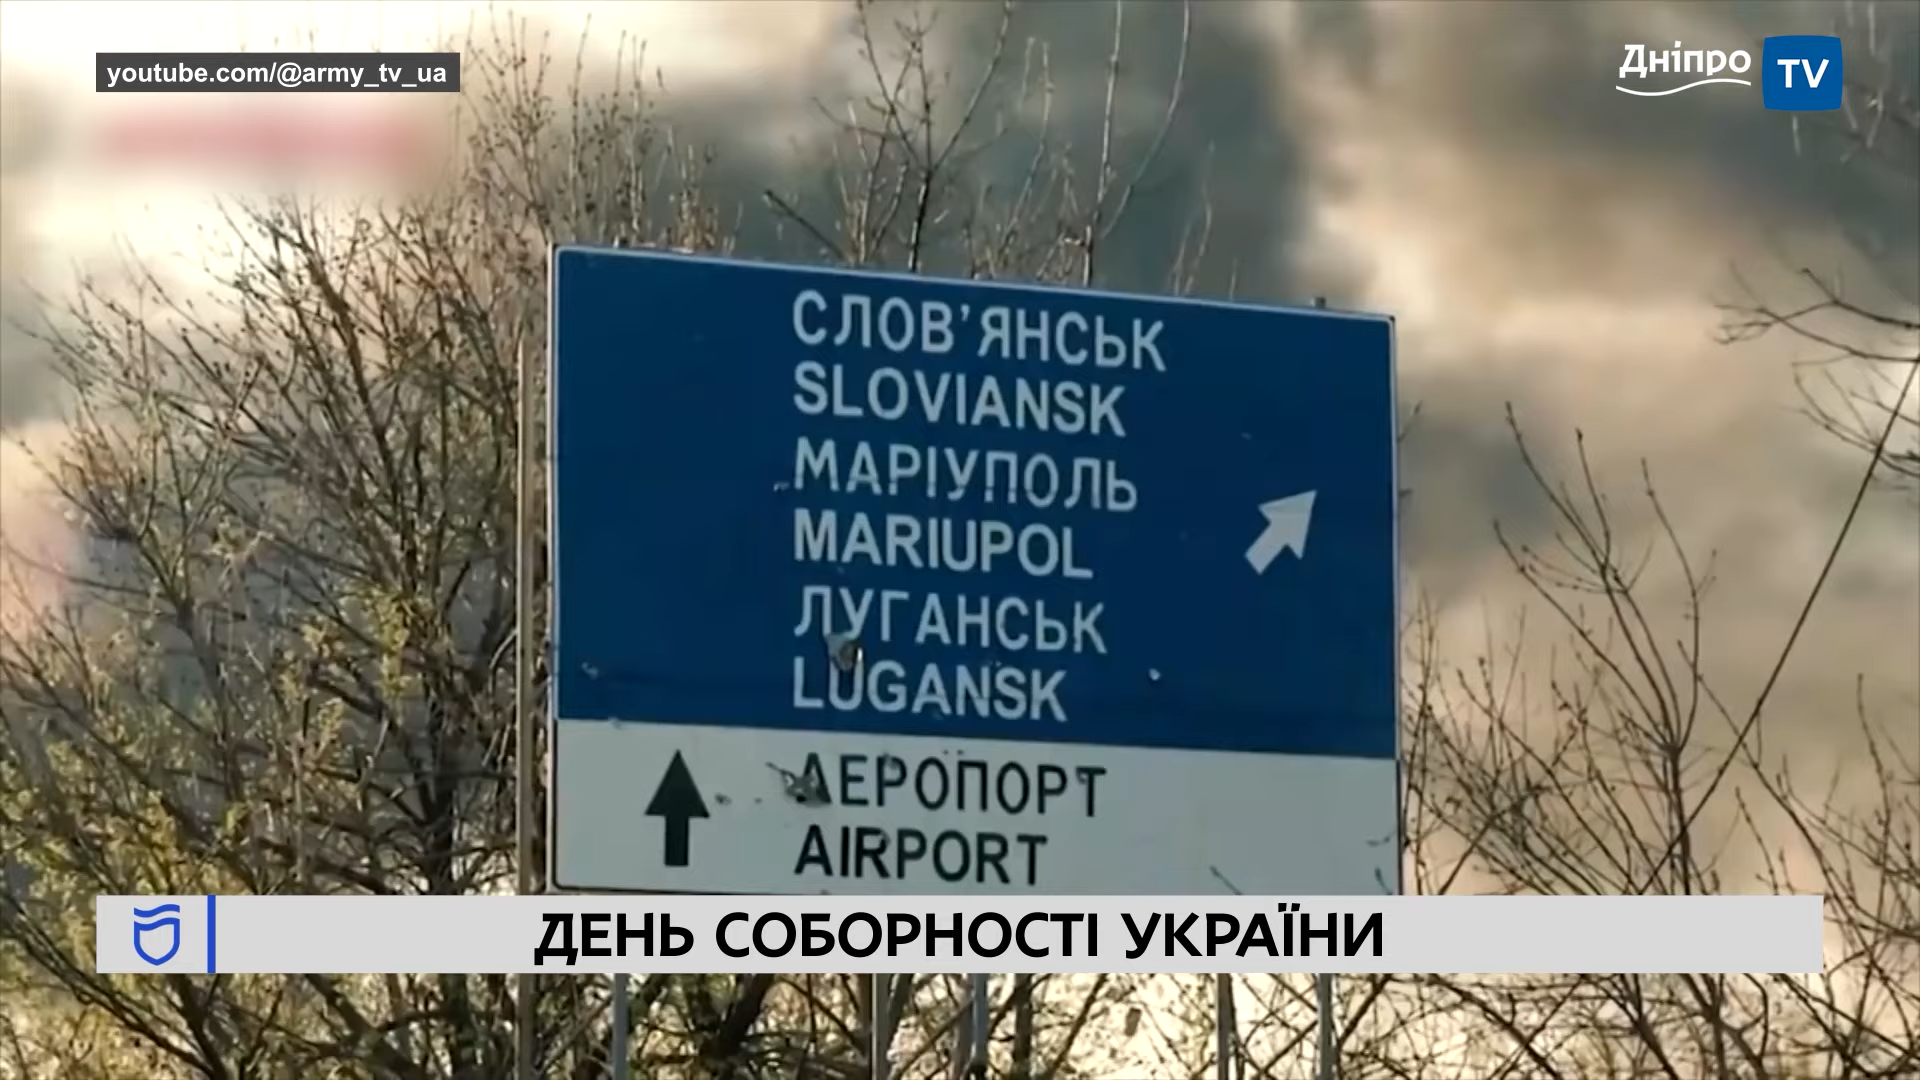 youtube.com/@army_tv_ua
Дніпро TV
СЛОВ'ЯНСЬК
SLOVIANSK
МАРІУПОЛЬ
MARIUPOL
ЛУГАНСЬК
LUGANSK
АЕРОПОРТ
AIRPORT
ДЕНЬ СОБОРНОСТІ УКРАЇНИ